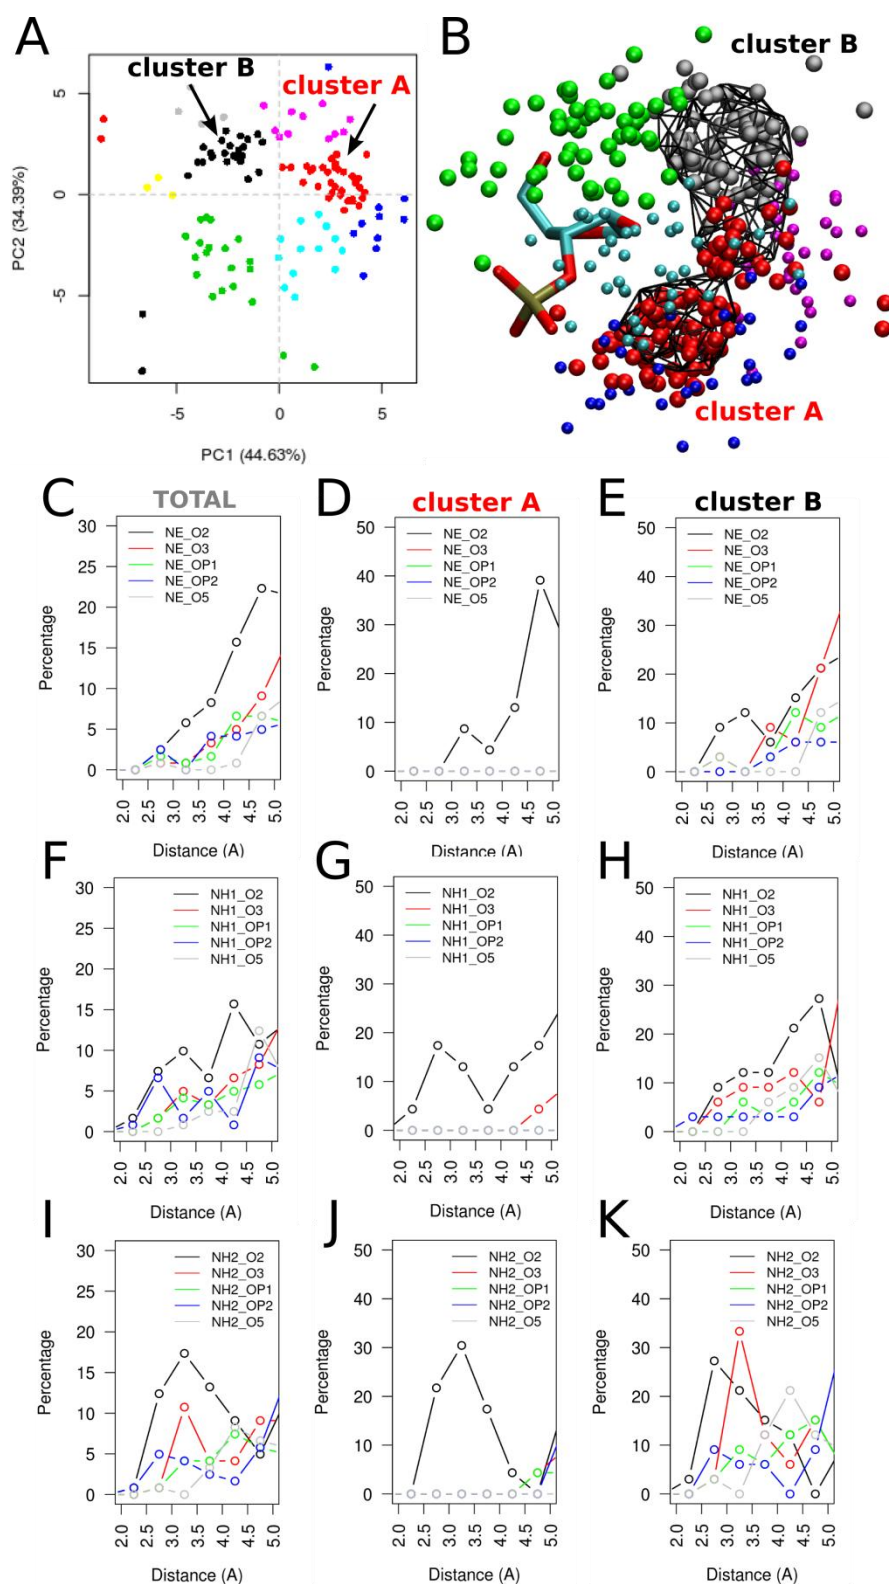 A
B
cluster B
cluster A
cluster B
cluster A
5
0
-5
PC2 (34.39%)
-5
0
5
PC1 (44.63%)
C
TOTAL
D
cluster A
E
cluster B
30
25
20
15
10
5
0
Percentage
NE_O2
NE_O3
NE_OP1
NE_OP2
NE_O5
2.0
2.5
3.0
3.5
4.0
4.5
5.0
Distance (A)
50
40
30
20
10
0
Percentage
NE_O2
NE_O3
NE_OP1
NE_OP2
NE_O5
2.0
2.5
3.0
3.5
4.0
4.5
5.0
Distance (A)
50
40
30
20
10
0
Percentage
NE_O2
NE_O3
NE_OP1
NE_OP2
NE_O5
2.0
2.5
3.0
3.5
4.0
4.5
5.0
Distance (A)
F
30
25
20
15
10
5
0
Percentage
NH1_O2
NH1_O3
NH1_OP1
NH1_OP2
NH1_O5
2.0
2.5
3.0
3.5
4.0
4.5
5.0
Distance (A)
G
50
40
30
20
10
0
Percentage
NH1_O2
NH1_O3
NH1_OP1
NH1_OP2
NH1_O5
2.0
2.5
3.0
3.5
4.0
4.5
5.0
Distance (A)
H
50
40
30
20
10
0
Percentage
NH1_O2
NH1_O3
NH1_OP1
NH1_OP2
NH1_O5
2.0
2.5
3.0
3.5
4.0
4.5
5.0
Distance (A)
I
30
25
20
15
10
5
0
Percentage
NH2_O2
NH2_O3
NH2_OP1
NH2_OP2
NH2_O5
2.0
2.5
3.0
3.5
4.0
4.5
5.0
Distance (A)
J
50
40
30
20
10
0
Percentage
NH2_O2
NH2_O3
NH2_OP1
NH2_OP2
NH2_O5
2.0
2.5
3.0
3.5
4.0
4.5
5.0
Distance (A)
K
50
40
30
20
10
0
Percentage
NH2_O2
NH2_O3
NH2_OP1
NH2_OP2
NH2_O5
2.0
2.5
3.0
3.5
4.0
4.5
5.0
Distance (A)